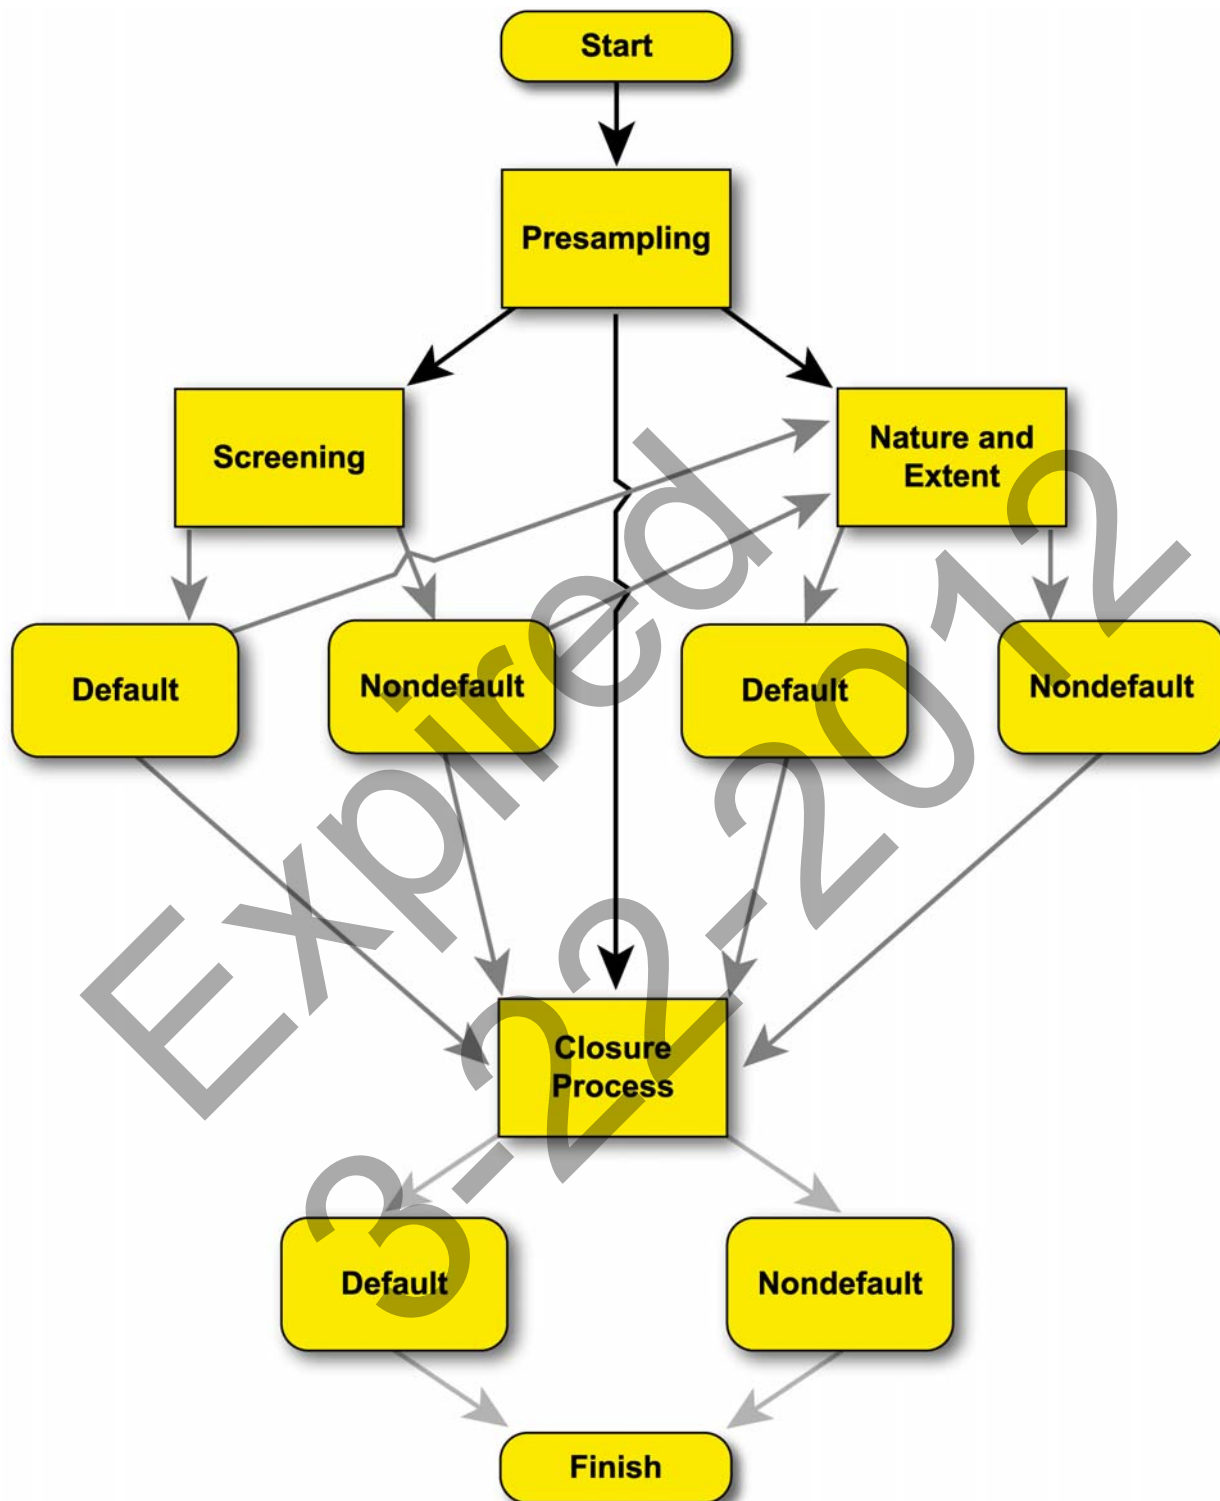 Start
Presampling
Screening
Nature and
Extent
Default
Nondefault
Default
Nondefault
Closure
Process
Default
Nondefault
Finish
Expired
3-22-2012